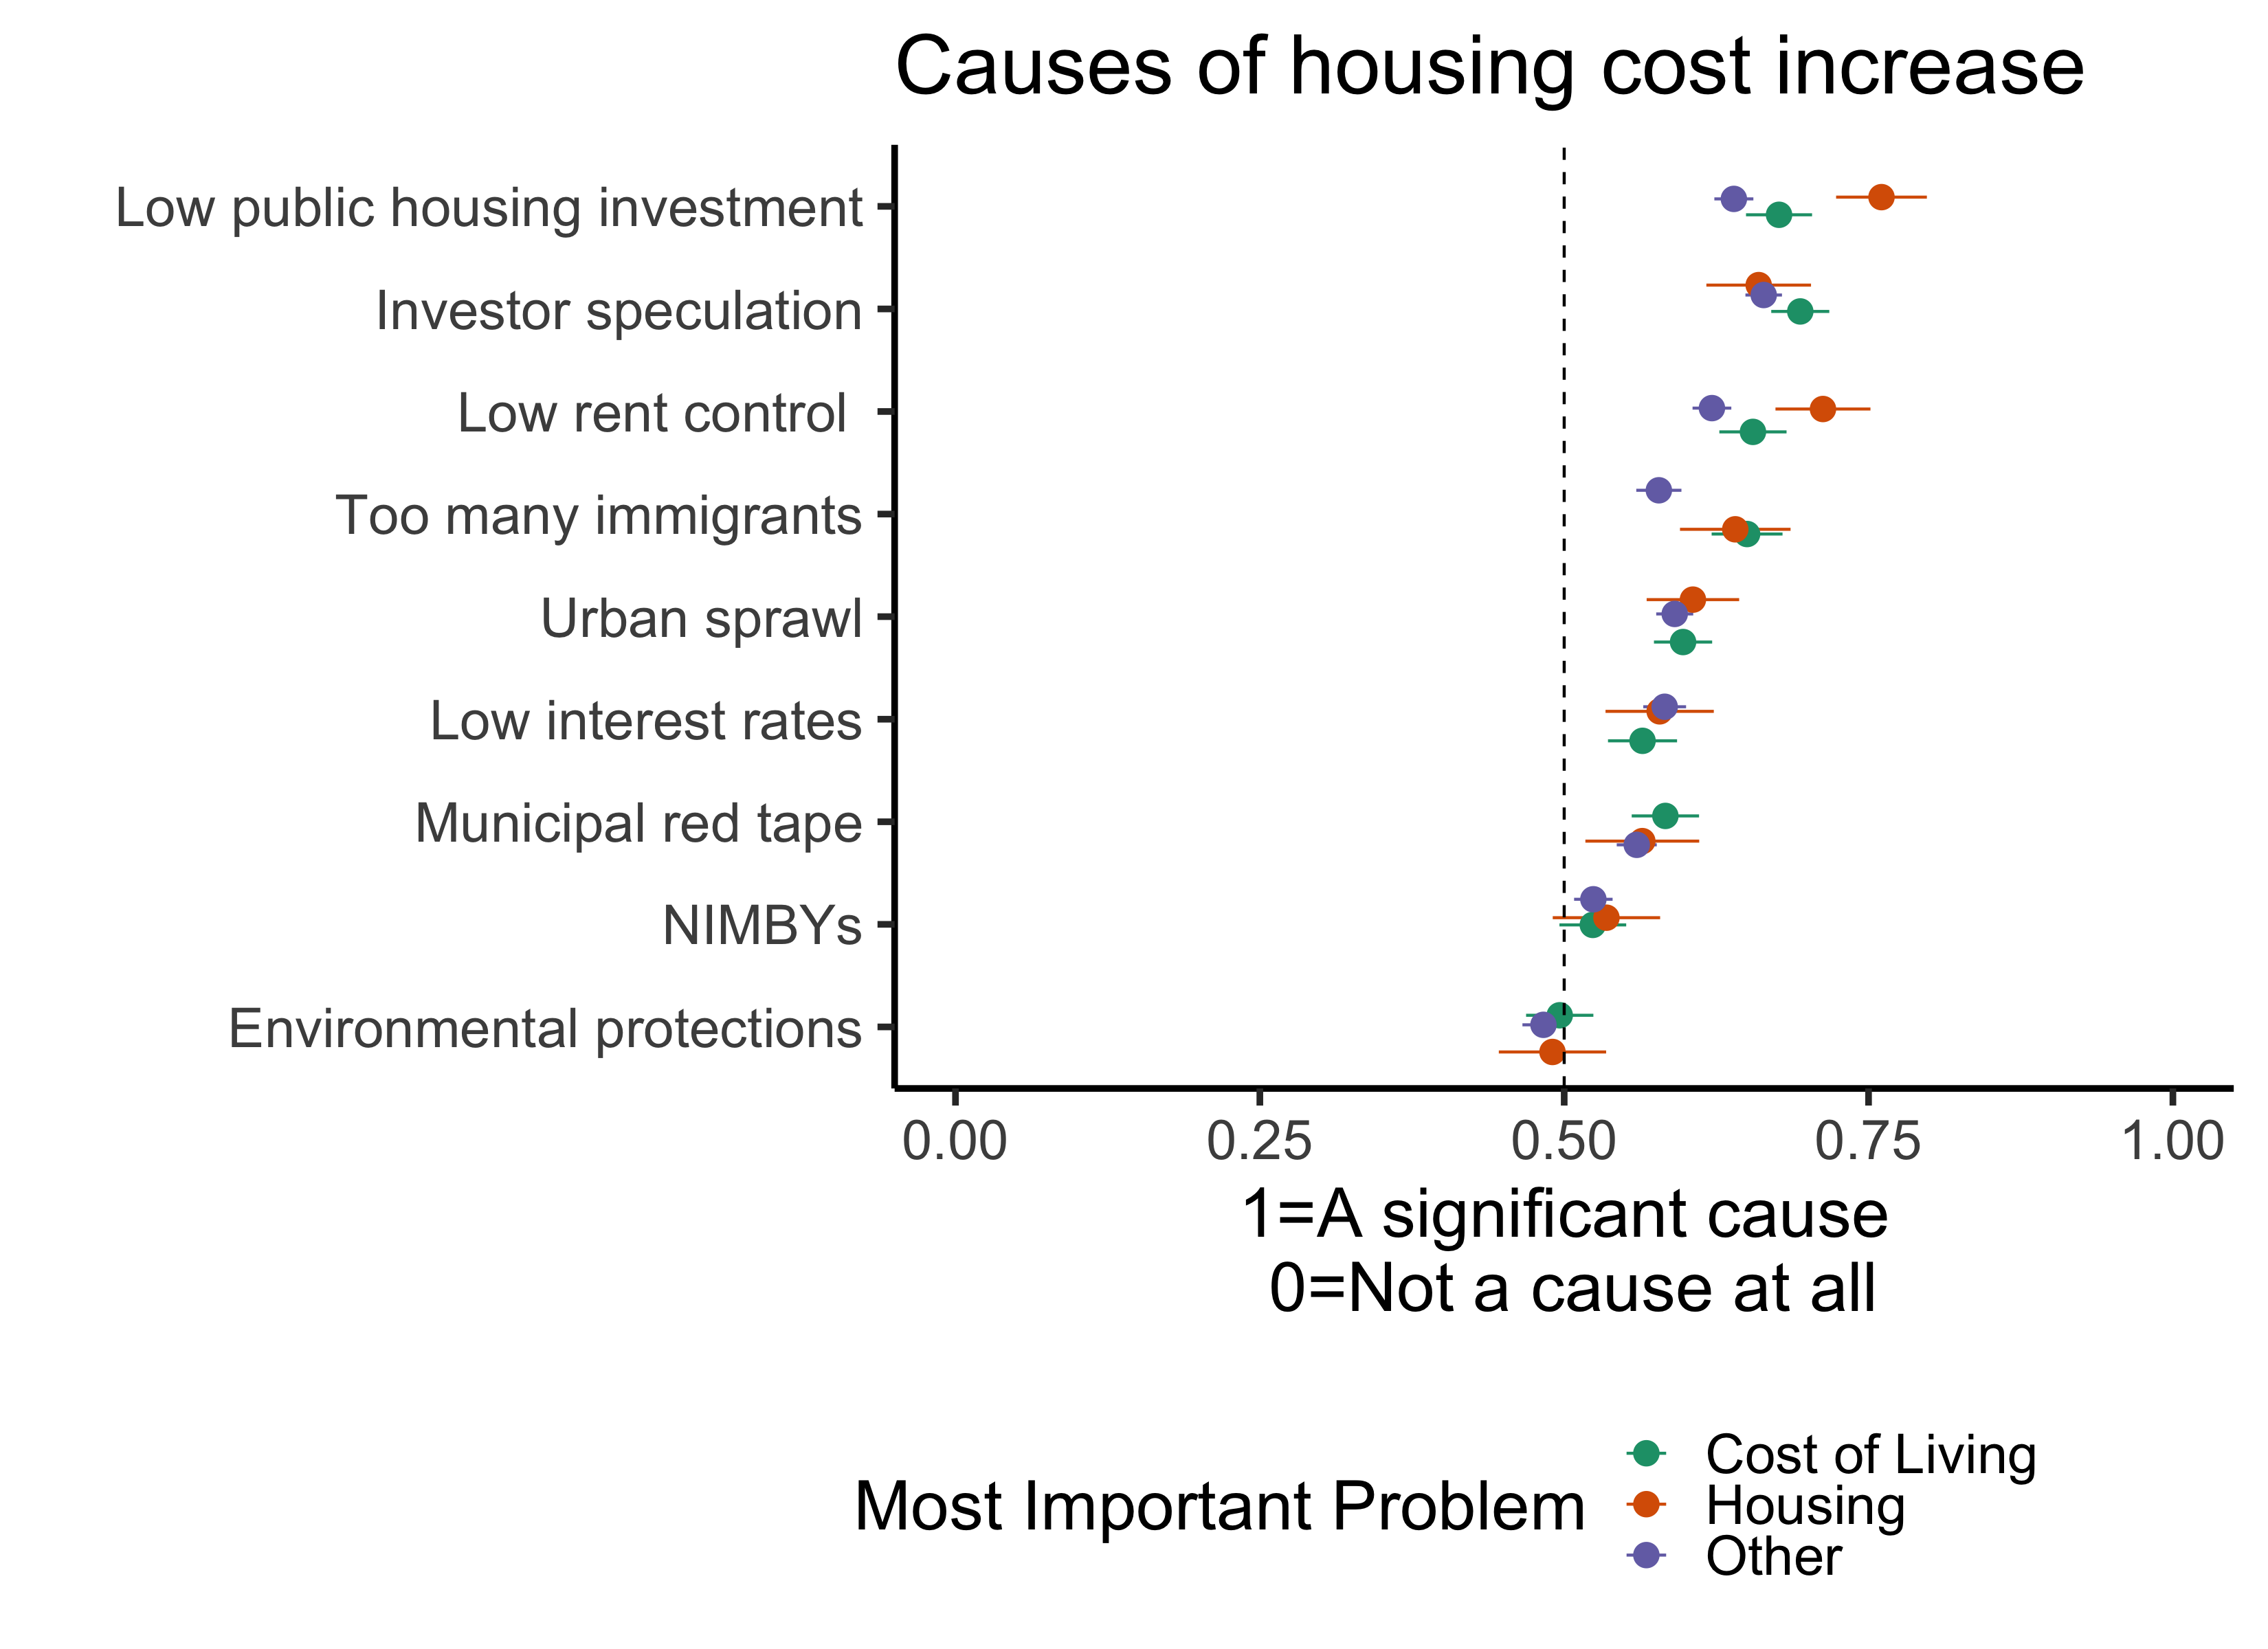 Causes of housing cost increase
Low public housing investment
Investor speculation
Low rent control
Too many immigrants
Urban sprawl
Low interest rates
Municipal red tape
NIMBYs
Environmental protections
0.00 0.25 0.50 0.75 1.00
1=A significant cause
0=Not a cause at all
Most Important Problem
Cost of Living
Housing
Other